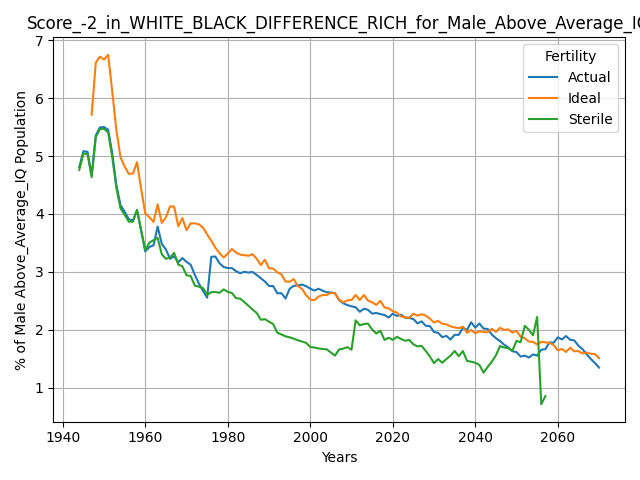 Score_-2_in_WHITE_BLACK_DIFFERENCE_RICH_for_Male_Above_Average_IQ
7
6
5
4
3
2
1
% of Male Above_Average_IQ Population
Fertility
Actual
Ideal
Sterile
1940 1960 1980 2000 2020 2040 2060
Years